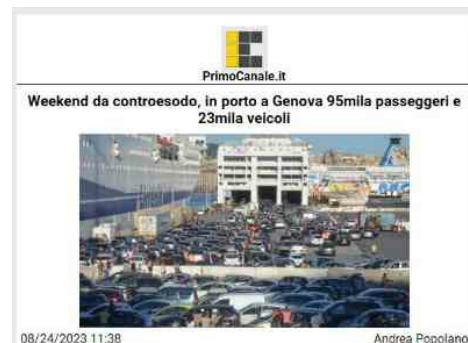 PrimoCanale.it
Weekend da controesodo, in porto a Genova 95mila passeggeri e
23mila veicoli
08/24/2023 11:38
Andrea Popolano